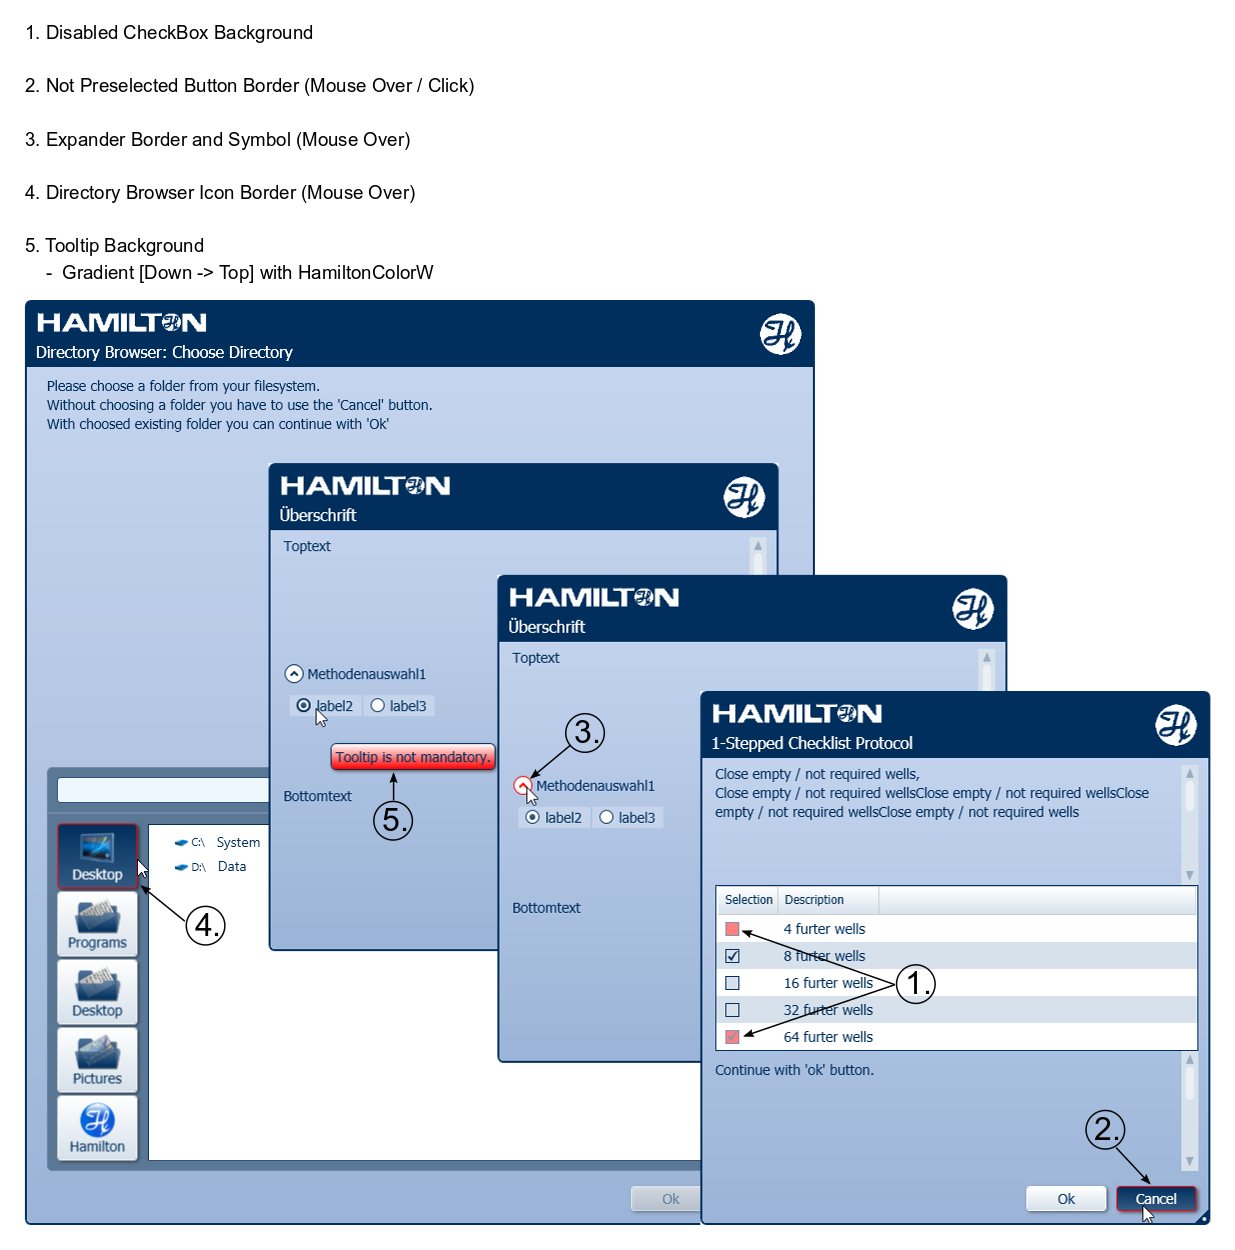 1. Disabled CheckBox Background
2. Not Preselected Button Border (Mouse Over / Click)
3. Expander Border and Symbol (Mouse Over)
4. Directory Browser Icon Border (Mouse Over)
5. Tooltip Background
- Gradient [Down -> Top] with HamiltonColorW
HAMILTON
Directory Browser: Choose Directory
Please choose a folder from your filesystem.
Without choosing a folder you have to use the 'Cancel' button.
With choosed existing folder you can continue with 'Ok'
C:\ System
D:\ Data
Desktop
4.
Programs
Desktop
Pictures
Hamilton
Ok
HAMILTON
Überschrift
Toptext
Methodenauswahl1
label2 label3
Tooltip is not mandatory.
Bottomtext
5.
HAMILTON
Überschrift
Toptext
3.
Methodenauswahl1
label2 label3
Bottomtext
HAMILTON
1-Stepped Checklist Protocol
Close empty / not required wells,
Close empty / not required wellsClose empty / not required wellsClose
empty / not required wellsClose empty / not required wells
Selection Description
4 furter wells
8 furter wells
16 furter wells
1.
32 furter wells
64 furter wells
Continue with 'ok' button.
2.
Ok Cancel